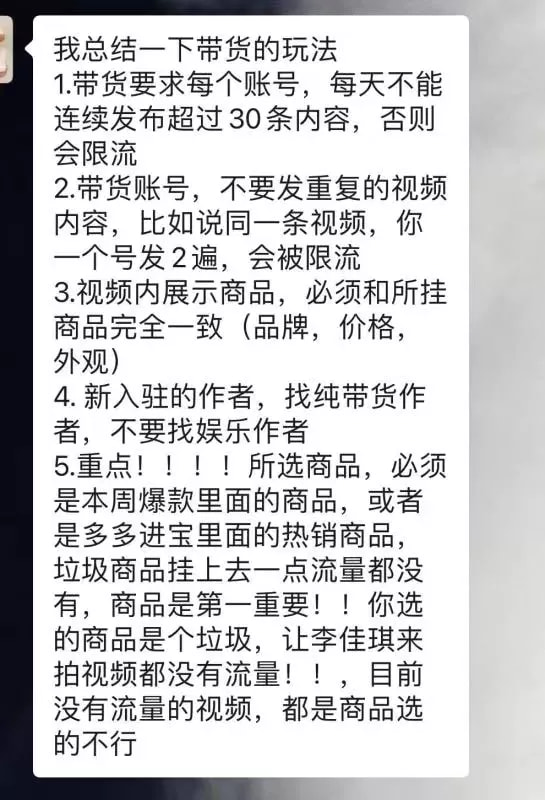 我总结一下带货的玩法
1.带货要求每个账号，每天不能
连续发布超过30条内容，否则
会限流
2.带货账号，不要发重复的视频
内容，比如说同一条视频，你
一个号发2遍，会被限流
3.视频内展示商品，必须和所挂
商品完全一致（品牌，价格，
外观）
4. 新入驻的作者，找纯带货作
者，不要找娱乐作者
5.重点！！！！所选商品，必须
是本周爆款里面的商品，或者
是多多进宝里面的热销商品，
垃圾商品挂上去一点流量都没
有，商品是第一重要！！你选
的商品是个垃圾，让李佳琪来
拍视频都没有流量！！，目前
没有流量的视频，都是商品选
的不行